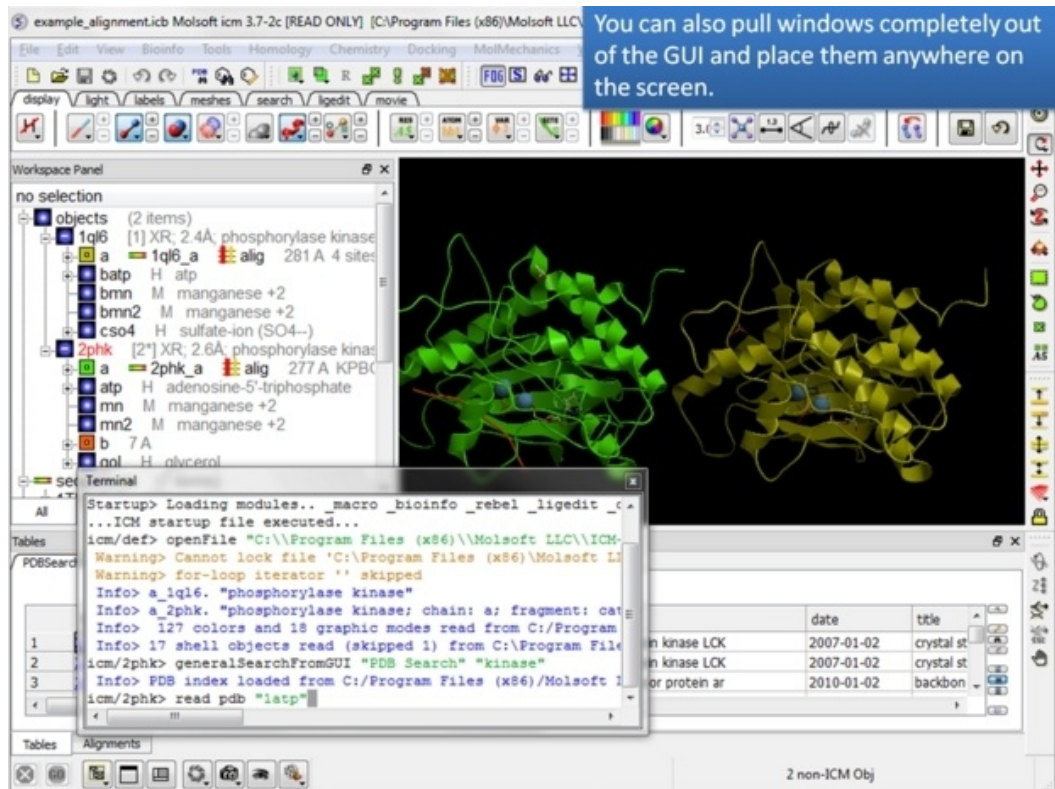 example_alignment.icb Molsoft icm 3.7-2c [READ ONLY] [C:\Program Files (x86)\Molsoft LLC\
You can also pull windows completely out
of the GUI and place them anywhere on
the screen.
File Edit View Bioinfo Tools Homology Chemistry Docking MolMechanics
FOG
display light labels meshes search ligedit movie
Workspace Panel
no selection
objects (2 items)
1ql6 [1] XR; 2.4Å; phosphorylase kinase
a 1ql6_a alig 281 A 4 sites
batp H atp
bmn M manganese +2
bmn2 M manganese +2
cso4 H sulfate-ion (SO4--)
2phk [2*] XR; 2.6Å; phosphorylase kinas
a 2phk_a alig 277 A KPB
atp H adenosine-5'-triphosphate
mn M manganese +2
mn2 M manganese +2
b 7 A
gol H glycerol
All
Terminal
Startup> Loading modules.. _macro _bioinfo _rebel _ligedit
...ICM startup file executed...
icm/def> openFile "C:\\Program Files (x86)\\Molsoft LLC\\ICM-
Warning> Cannot lock file 'C:\Program Files (x86)\Molsoft LL
Warning> for-loop iterator '' skipped
Info> a_1ql6. "phosphorylase kinase"
Info> a_2phk. "phosphorylase kinase; chain: a; fragment: cat
Info> 127 colors and 18 graphic modes read from C:/Program
Info> 17 shell objects read (skipped 1) from C:\Program File
icm/2phk> generalSearchFromGUI "PDB Search" "kinase"
Info> PDB index loaded from C:/Program Files (x86)/Molsoft
icm/2phk> read pdb "1atp"
Tables
PDBSearc
date title
1 n kinase LCK 2007-01-02 crystal st
2 n kinase LCK 2007-01-02 crystal st
3 or protein ar 2010-01-02 backbon
Tables Alignments
2 non-ICM Obj